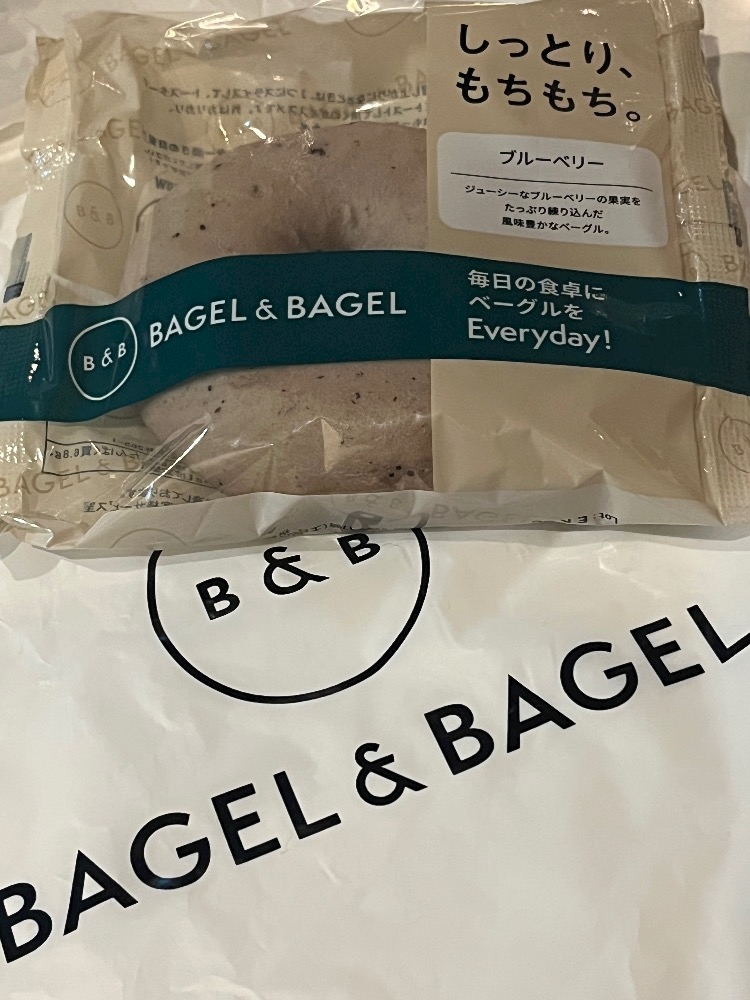 しっとり、
もちもち。
ブルーベリー
ジューシーなブルーベリーの果実を
たっぷり練り込んだ
風味豊かなベーグル。
B & B
BAGEL & BAGEL
毎日の食卓に
ベーグルを
Everyday!
B & B
BAGEL & BAGEL